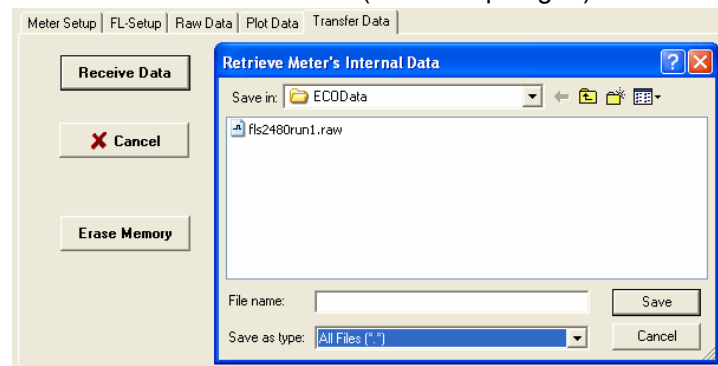 Meter Setup FL-Setup Raw Data Plot Data Transfer Data
Receive Data
Cancel
Erase Memory
Retrieve Meter's Internal Data
Save in: ECOData
fls2480run1.raw
File name: Save
Save as type: All Files (*.*) Cancel